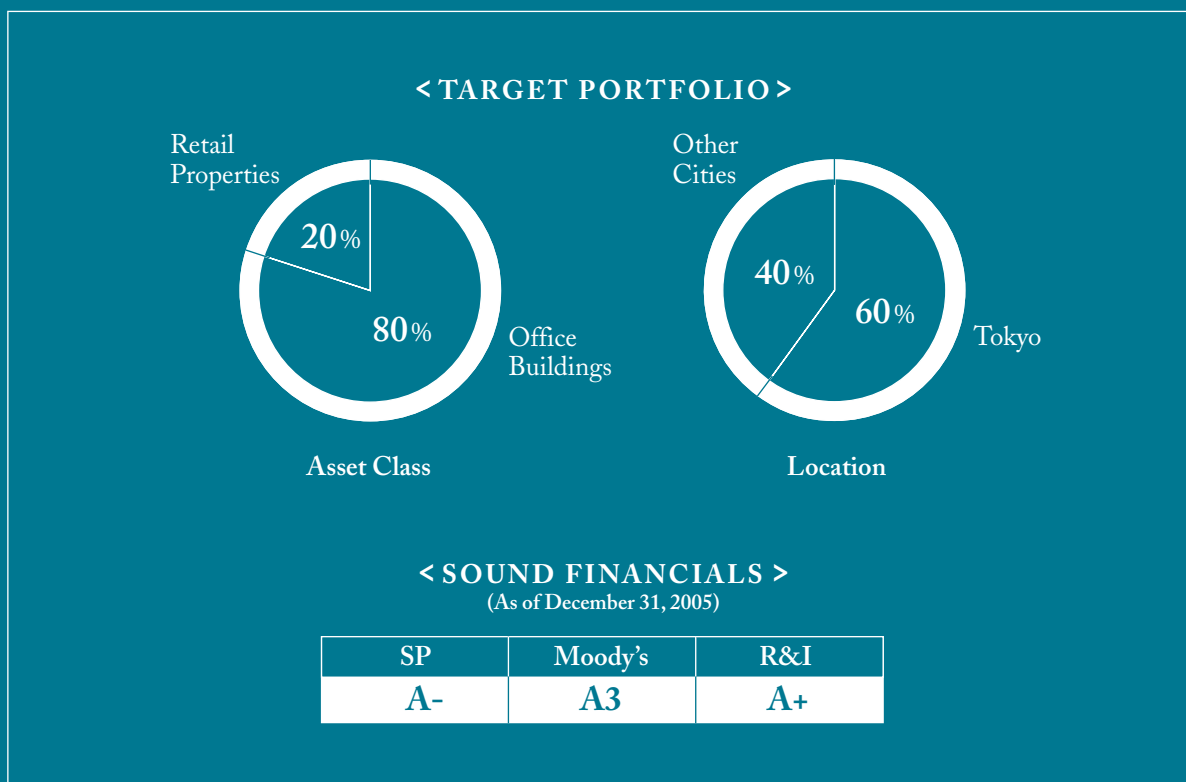 < TARGET PORTFOLIO >
Retail
Properties
20%
80%
Office
Buildings
Asset Class
Other
Cities
40%
60%
Tokyo
Location
< SOUND FINANCIALS >
(As of December 31, 2005)
SP Moody’s R&I
A- A3 A+